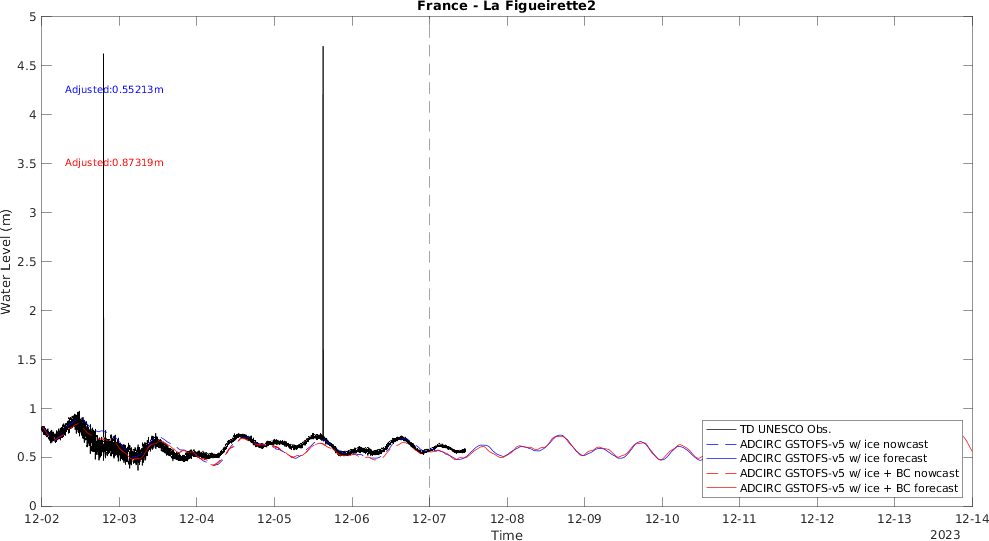 France - La Figueirette2
5
4.5
4
3.5
3
2.5
2
1.5
1
0.5
0
Water Level (m)
Adjusted:0.55213m
Adjusted:0.87319m
TD UNESCO Obs.
ADCIRC GSTOFS-v5 w/ ice nowcast
ADCIRC GSTOFS-v5 w/ ice forecast
ADCIRC GSTOFS-v5 w/ ice + BC nowcast
ADCIRC GSTOFS-v5 w/ ice + BC forecast
12-02 12-03 12-04 12-05 12-06 12-07 12-08 12-09 12-10 12-11 12-12 12-13 12-14
Time
2023